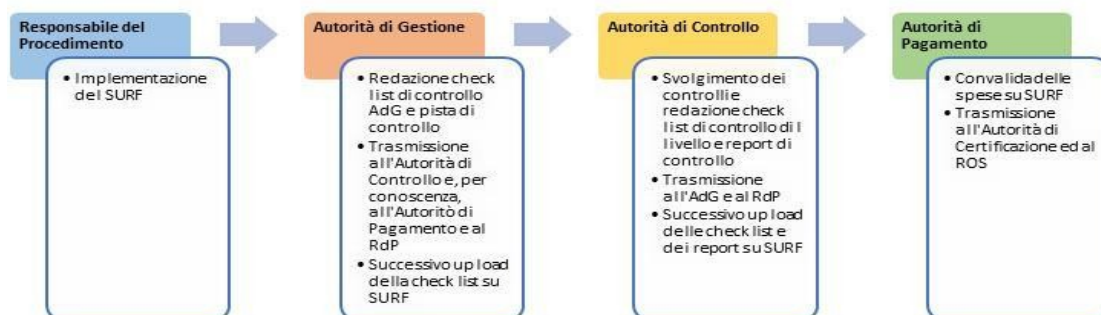 Responsabile del
Procedimento
• Implementazione
del SURF
Autorità di Gestione
• Redazione check
list di controllo
AdG e pista di
controllo
• Trasmissione
all'Autorità di
Controllo e, per
conoscenza,
all'Autoritò di
Pagamento e al
RdP
• Successivo up load
della check list su
SURF
Autorità di Controllo
• Svolgimento dei
controlli e
redazione check
list di controllo di I
livello e report di
controllo
• Trasmissione
all'AdG e al RdP
• Successivo up load
delle check list e
dei report su SURF
Autorità di
Pagamento
• Convalida delle
spese su SURF
• Trasmissione
all'Autorità di
Certificazione ed al
ROS